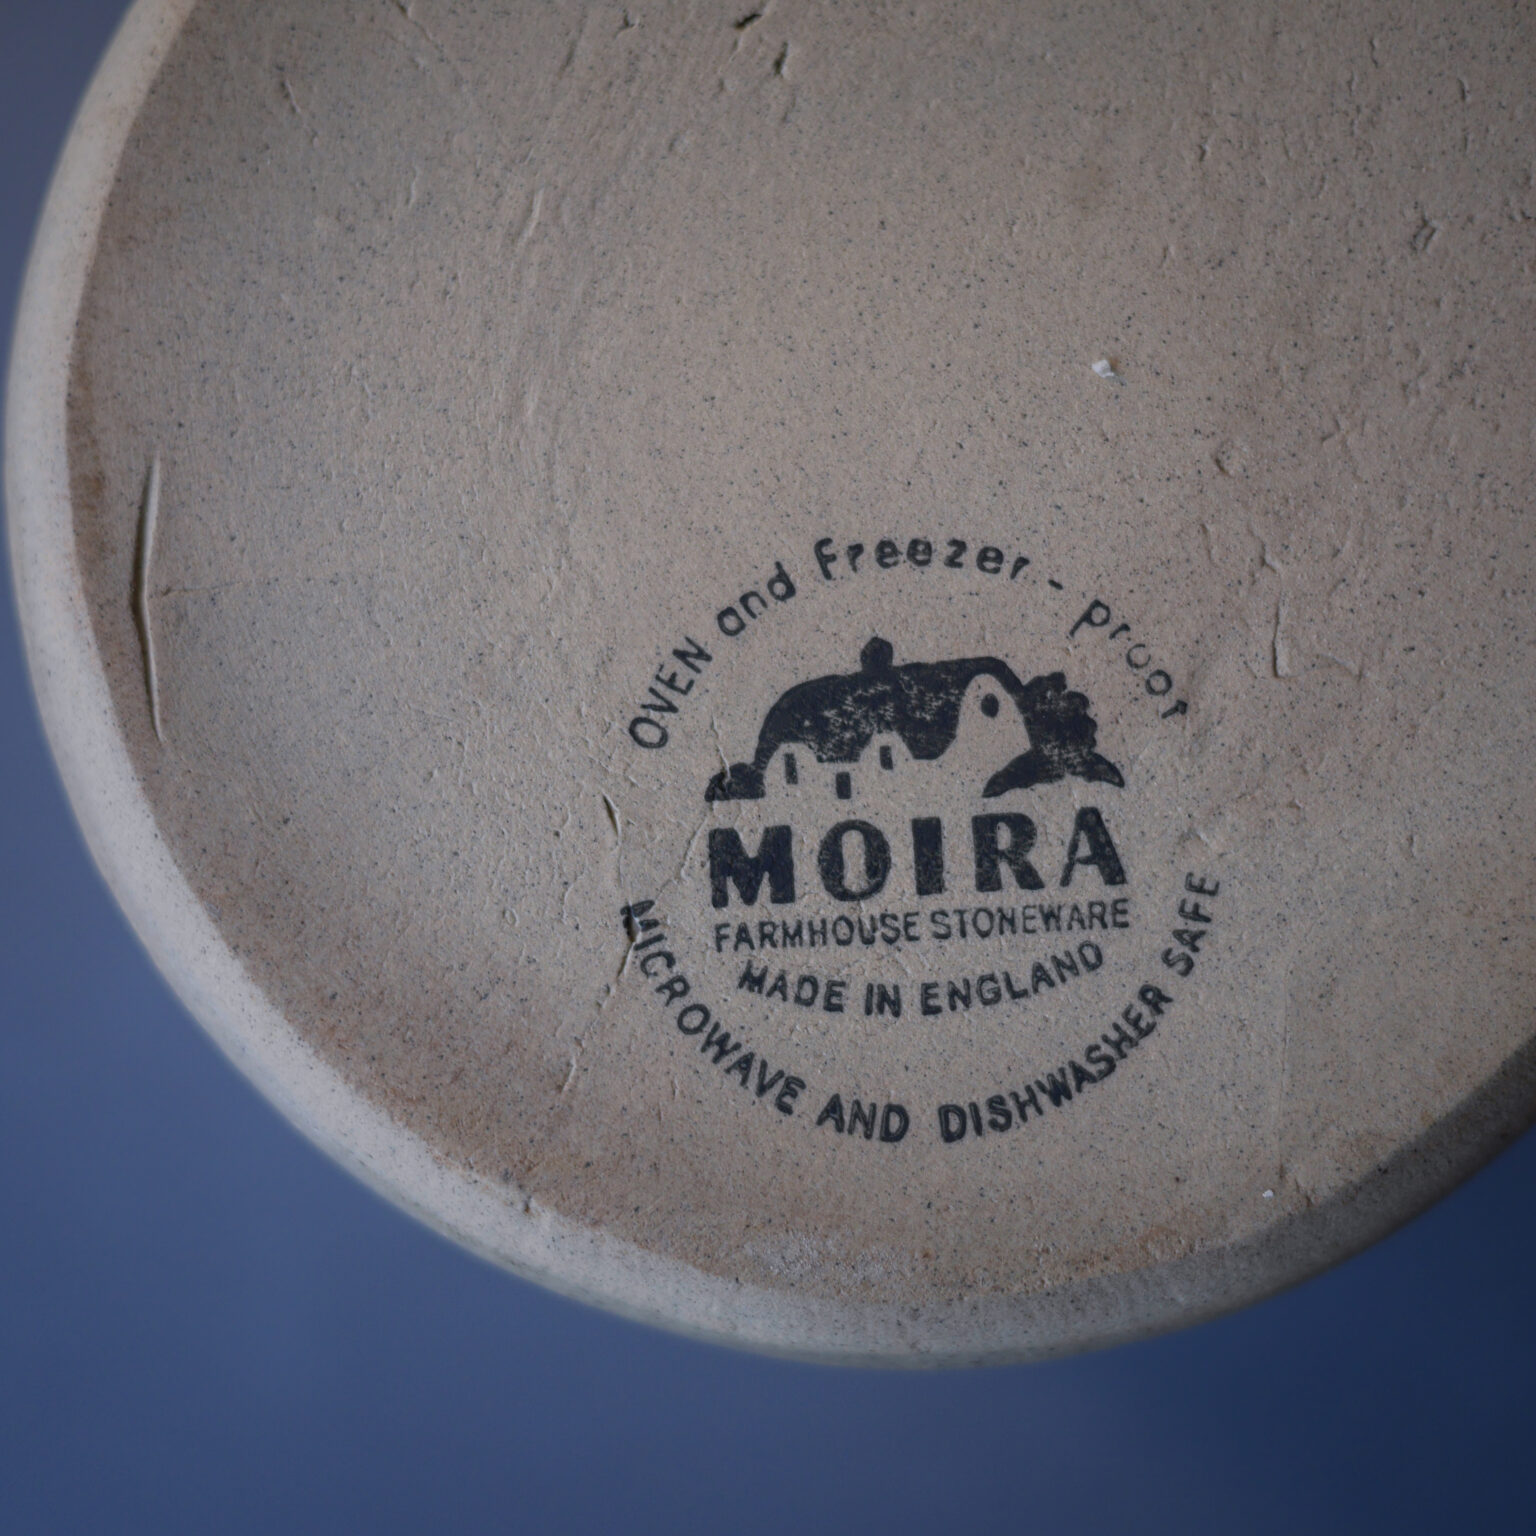 OVEN and Freezer - proof
MOIRA
FARMHOUSE STONEWARE
MADE IN ENGLAND
MICROWAVE AND DISHWASHER SAFE